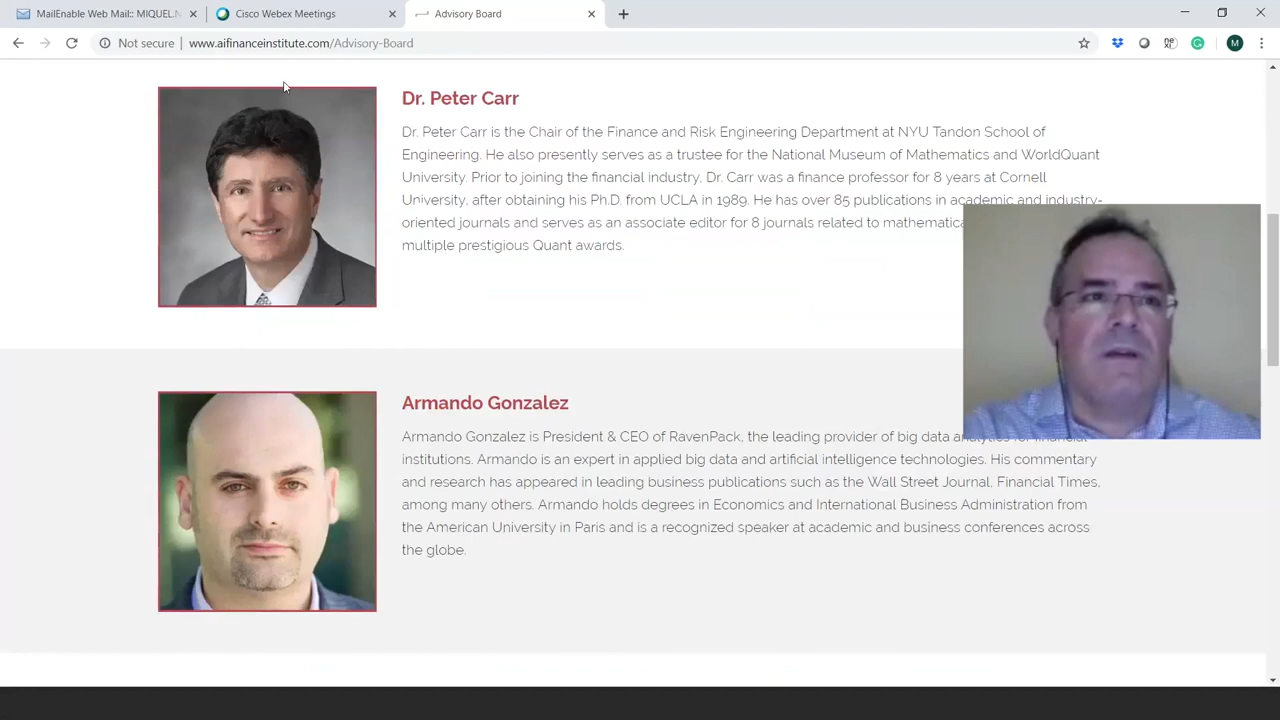 MailEnable Web Mail:: MIQUEL.N
Cisco Webex Meetings
Advisory Board
Not secure
www.aifinanceinstitute.com/Advisory-Board
M
Dr. Peter Carr
Dr. Peter Carr is the Chair of the Finance and Risk Engineering Department at NYU Tandon School of
Engineering. He also presently serves as a trustee for the National Museum of Mathematics and WorldQuant
University. Prior to joining the financial industry, Dr. Carr was a finance professor for 8 years at Cornell
University, after obtaining his Ph.D. from UCLA in 1989. He has over 85 publications in academic and industry-
oriented journals and serves as an associate editor for 8 journals related to
multiple prestigious Quant awards.
Armando Gonzalez
Armando Gonzalez is President & CEO of RavenPack, the leading provider of big data
institutions. Armando is an expert in applied big data and artificial intelligence technologies. His commentary
and research has appeared in leading business publications such as the Wall Street Journal, Financial Times,
among many others. Armando holds degrees in Economics and International Business Administration from
the American University in Paris and is a recognized speaker at academic and business conferences across
the globe.